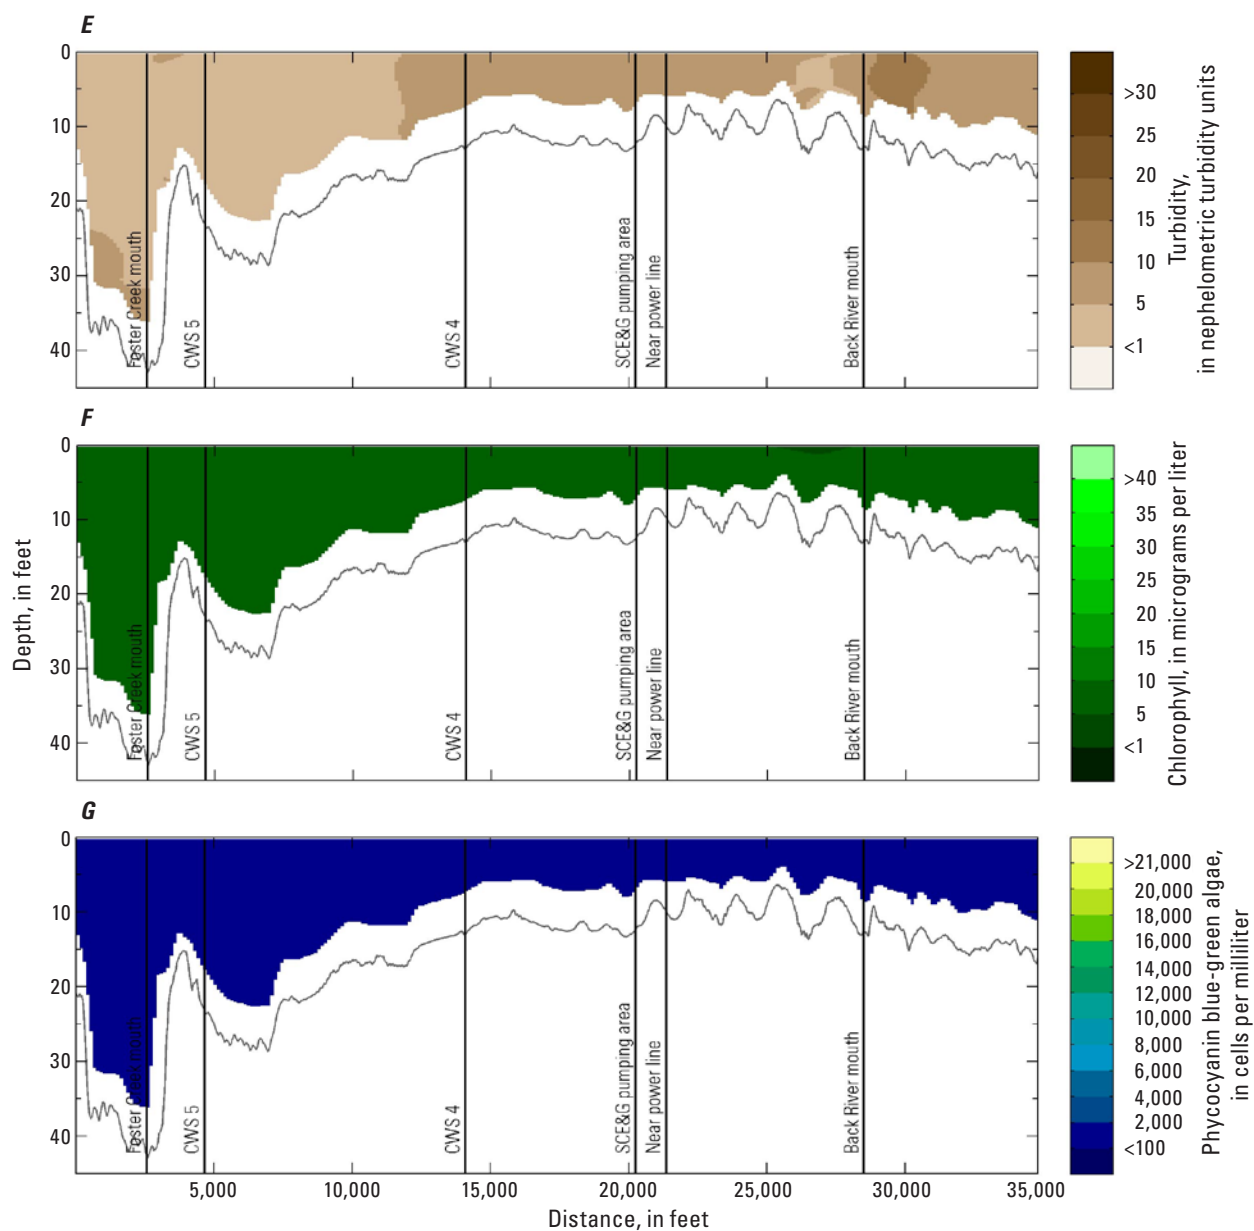 E
0
10
20
30
40
Foster Creek mouth
CWS 5
CWS 4
SCE&G pumping area
Near power line
Back River mouth
>30
25
20
15
10
5
<1
Turbidity,
in nephelometric turbidity units
F
0
10
20
30
40
Depth, in feet
Foster Creek mouth
CWS 5
CWS 4
SCE&G pumping area
Near power line
Back River mouth
>40
35
30
25
20
15
10
5
<1
Chlorophyll, in micrograms per liter
G
0
10
20
30
40
Foster Creek mouth
CWS 5
CWS 4
SCE&G pumping area
Near power line
Back River mouth
>21,000
20,000
18,000
16,000
14,000
12,000
10,000
8,000
6,000
4,000
2,000
<100
Phycocyanin blue-green algae,
in cells per milliliter
5,000 10,000 15,000 20,000 25,000 30,000 35,000
Distance, in feet